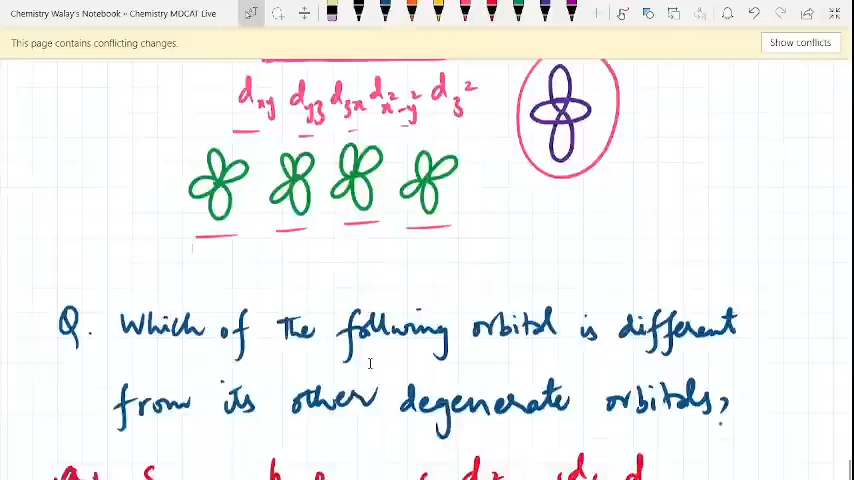 Chemistry Walay's Notebook » Chemistry MDCAT Live
This page contains conflicting changes.
Show conflicts
dxy dyz dzx dx²-y² dz²
Q. Which of the following orbital is different
from its other degenerate orbitals?